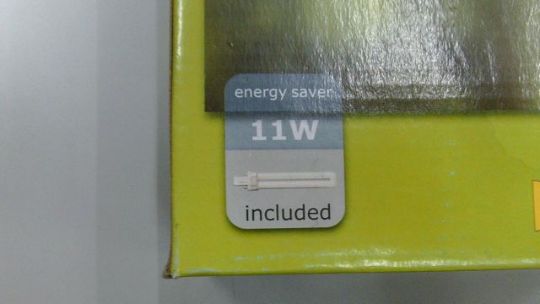 energy saver
11W
included